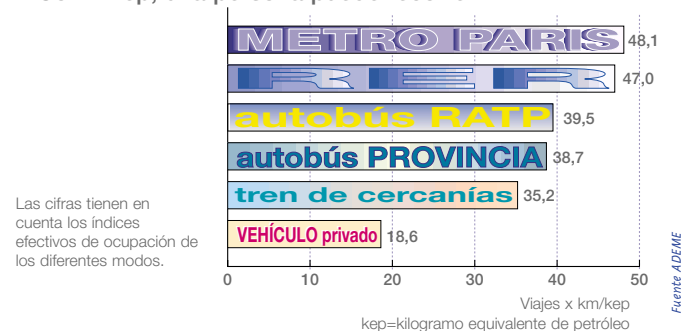 METRO PARIS 48,1
RER 47,0
autobús RATP 39,5
autobús PROVINCIA 38,7
tren de cercanías 35,2
VEHÍCULO privado 18,6
Las cifras tienen en
cuenta los índices
efectivos de ocupación de
los diferentes modos.
0 10 20 30 40 50
Viajes x km/kep
kep=kilogramo equivalente de petróleo
Fuente ADEME